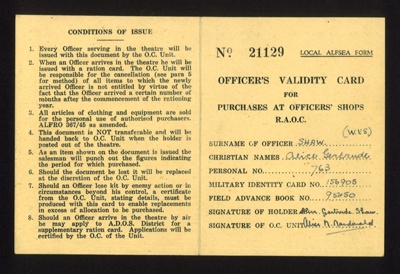 CONDITIONS OF ISSUE
1. Every Officer serving in the theatre will be
issued with this document by the O.C. Unit.
2. When an Officer arrives in the theatre he will be
issued with a ration card. The O.C. Unit will
be responsible for the cancellation (see para 5
for method) of all items to which the newly
arrived Officer is not entitled by virtue of the
fact that the Officer arrived a certain number of
months after the commencement of the rationing
year.
3. All articles of clothing and equipment are sold
for the personal use of authorised purchasers.
ALFRO 367/45 as amended.
4. This document is NOT transferable and will be
handed back to O.C. Unit when the holder is
posted out of the theatre.
5. As an item shown on the document is issued the
salesman will punch out the figures indicating
the period for which purchased.
6. Should the document be lost it will be replaced
at the discretion of the O.C. Unit.
7. Should an Officer lose kit by enemy action or in
circumstances beyond his control, a certificate
from the O.C. Unit, stating details, must be
produced with this card to enable replacements
in excess of allocation to be purchased.
8. Should an Officer arrive in the theatre by air
he may apply to A.D.O.S. District for a
supplementary ration card. Applications will be
certified by the O.C. of the Unit.
No 21129 LOCAL ALFSEA FORM
OFFICER'S VALIDITY CARD
FOR
PURCHASES AT OFFICERS' SHOPS
R.A.O.C.
(W.V.S)
SURNAME OF OFFICER SHAW
CHRISTIAN NAMES Alice Gertrude
PERSONAL NO. 763
MILITARY IDENTITY CARD NO. 156905
FIELD ADVANCE BOOK NO.
SIGNATURE OF HOLDER Gertrude Shaw.
SIGNATURE OF O.C. UNIT